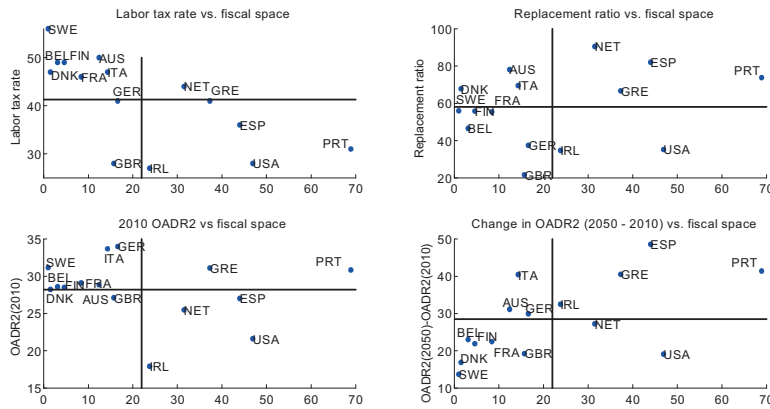 Labor tax rate vs. fiscal space
Labor tax rate
50
40
30
0 10 20 30 40 50 60 70
SWE
BEL FIN AUS
DNK FRA ITA
GER
NET GRE
ESP
PRT
GBR IRL USA
Replacement ratio vs. fiscal space
Replacement ratio
100
80
60
40
20
0 10 20 30 40 50 60 70
NET
ESP
PRT
AUS
DNK ITA GRE
SWE FRA
FIN
BEL
GER IRL USA
GBR
2010 OADR2 vs fiscal space
OADR2(2010)
35
30
25
20
15
0 10 20 30 40 50 60 70
GER
ITA
SWE GRE PRT
BEL FIN FRA
DNK AUS GBR ESP
NET
USA
IRL
Change in OADR2 (2050 - 2010) vs. fiscal space
OADR2(2050)-OADR2(2010)
50
40
30
20
10
0 10 20 30 40 50 60 70
ESP
PRT
ITA GRE
AUS GER IRL
NET
BEL FIN
FRA GBR USA
DNK
SWE